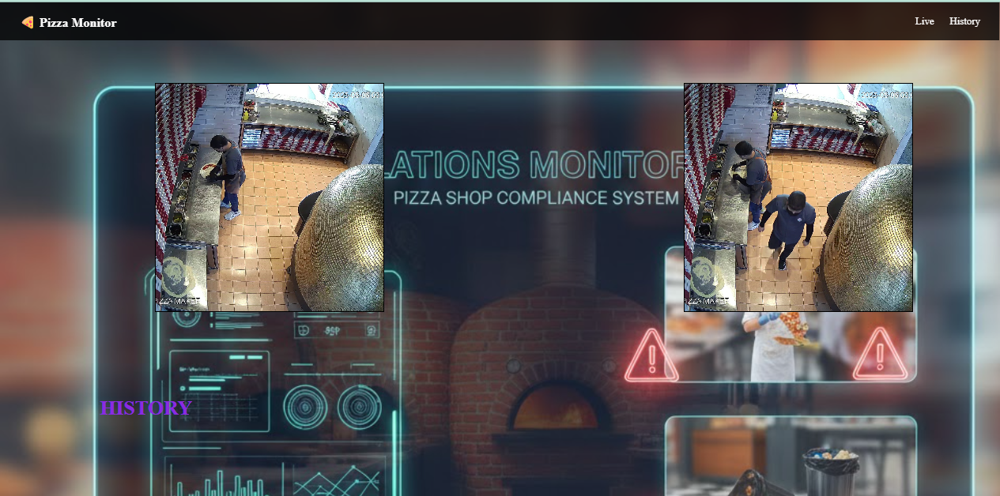 Pizza Monitor
Live
History
LATIONS MONITOR
PIZZA SHOP COMPLIANCE SYSTEM
HISTORY